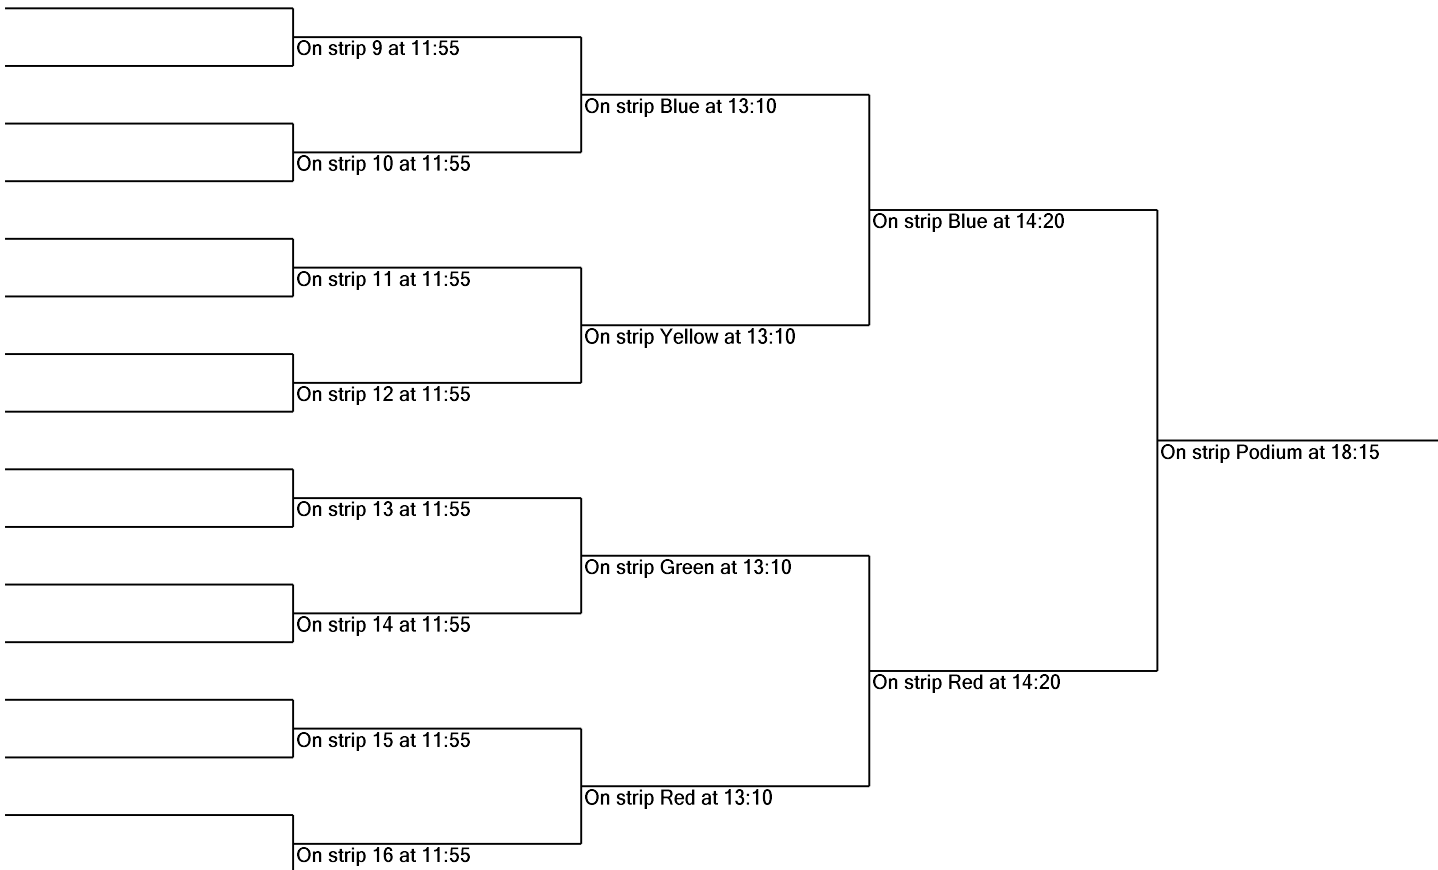 On strip 9 at 11:55
On strip Blue at 13:10
On strip 10 at 11:55
On strip Blue at 14:20
On strip 11 at 11:55
On strip Yellow at 13:10
On strip 12 at 11:55
On strip Podium at 18:15
On strip 13 at 11:55
On strip Green at 13:10
On strip 14 at 11:55
On strip Red at 14:20
On strip 15 at 11:55
On strip Red at 13:10
On strip 16 at 11:55